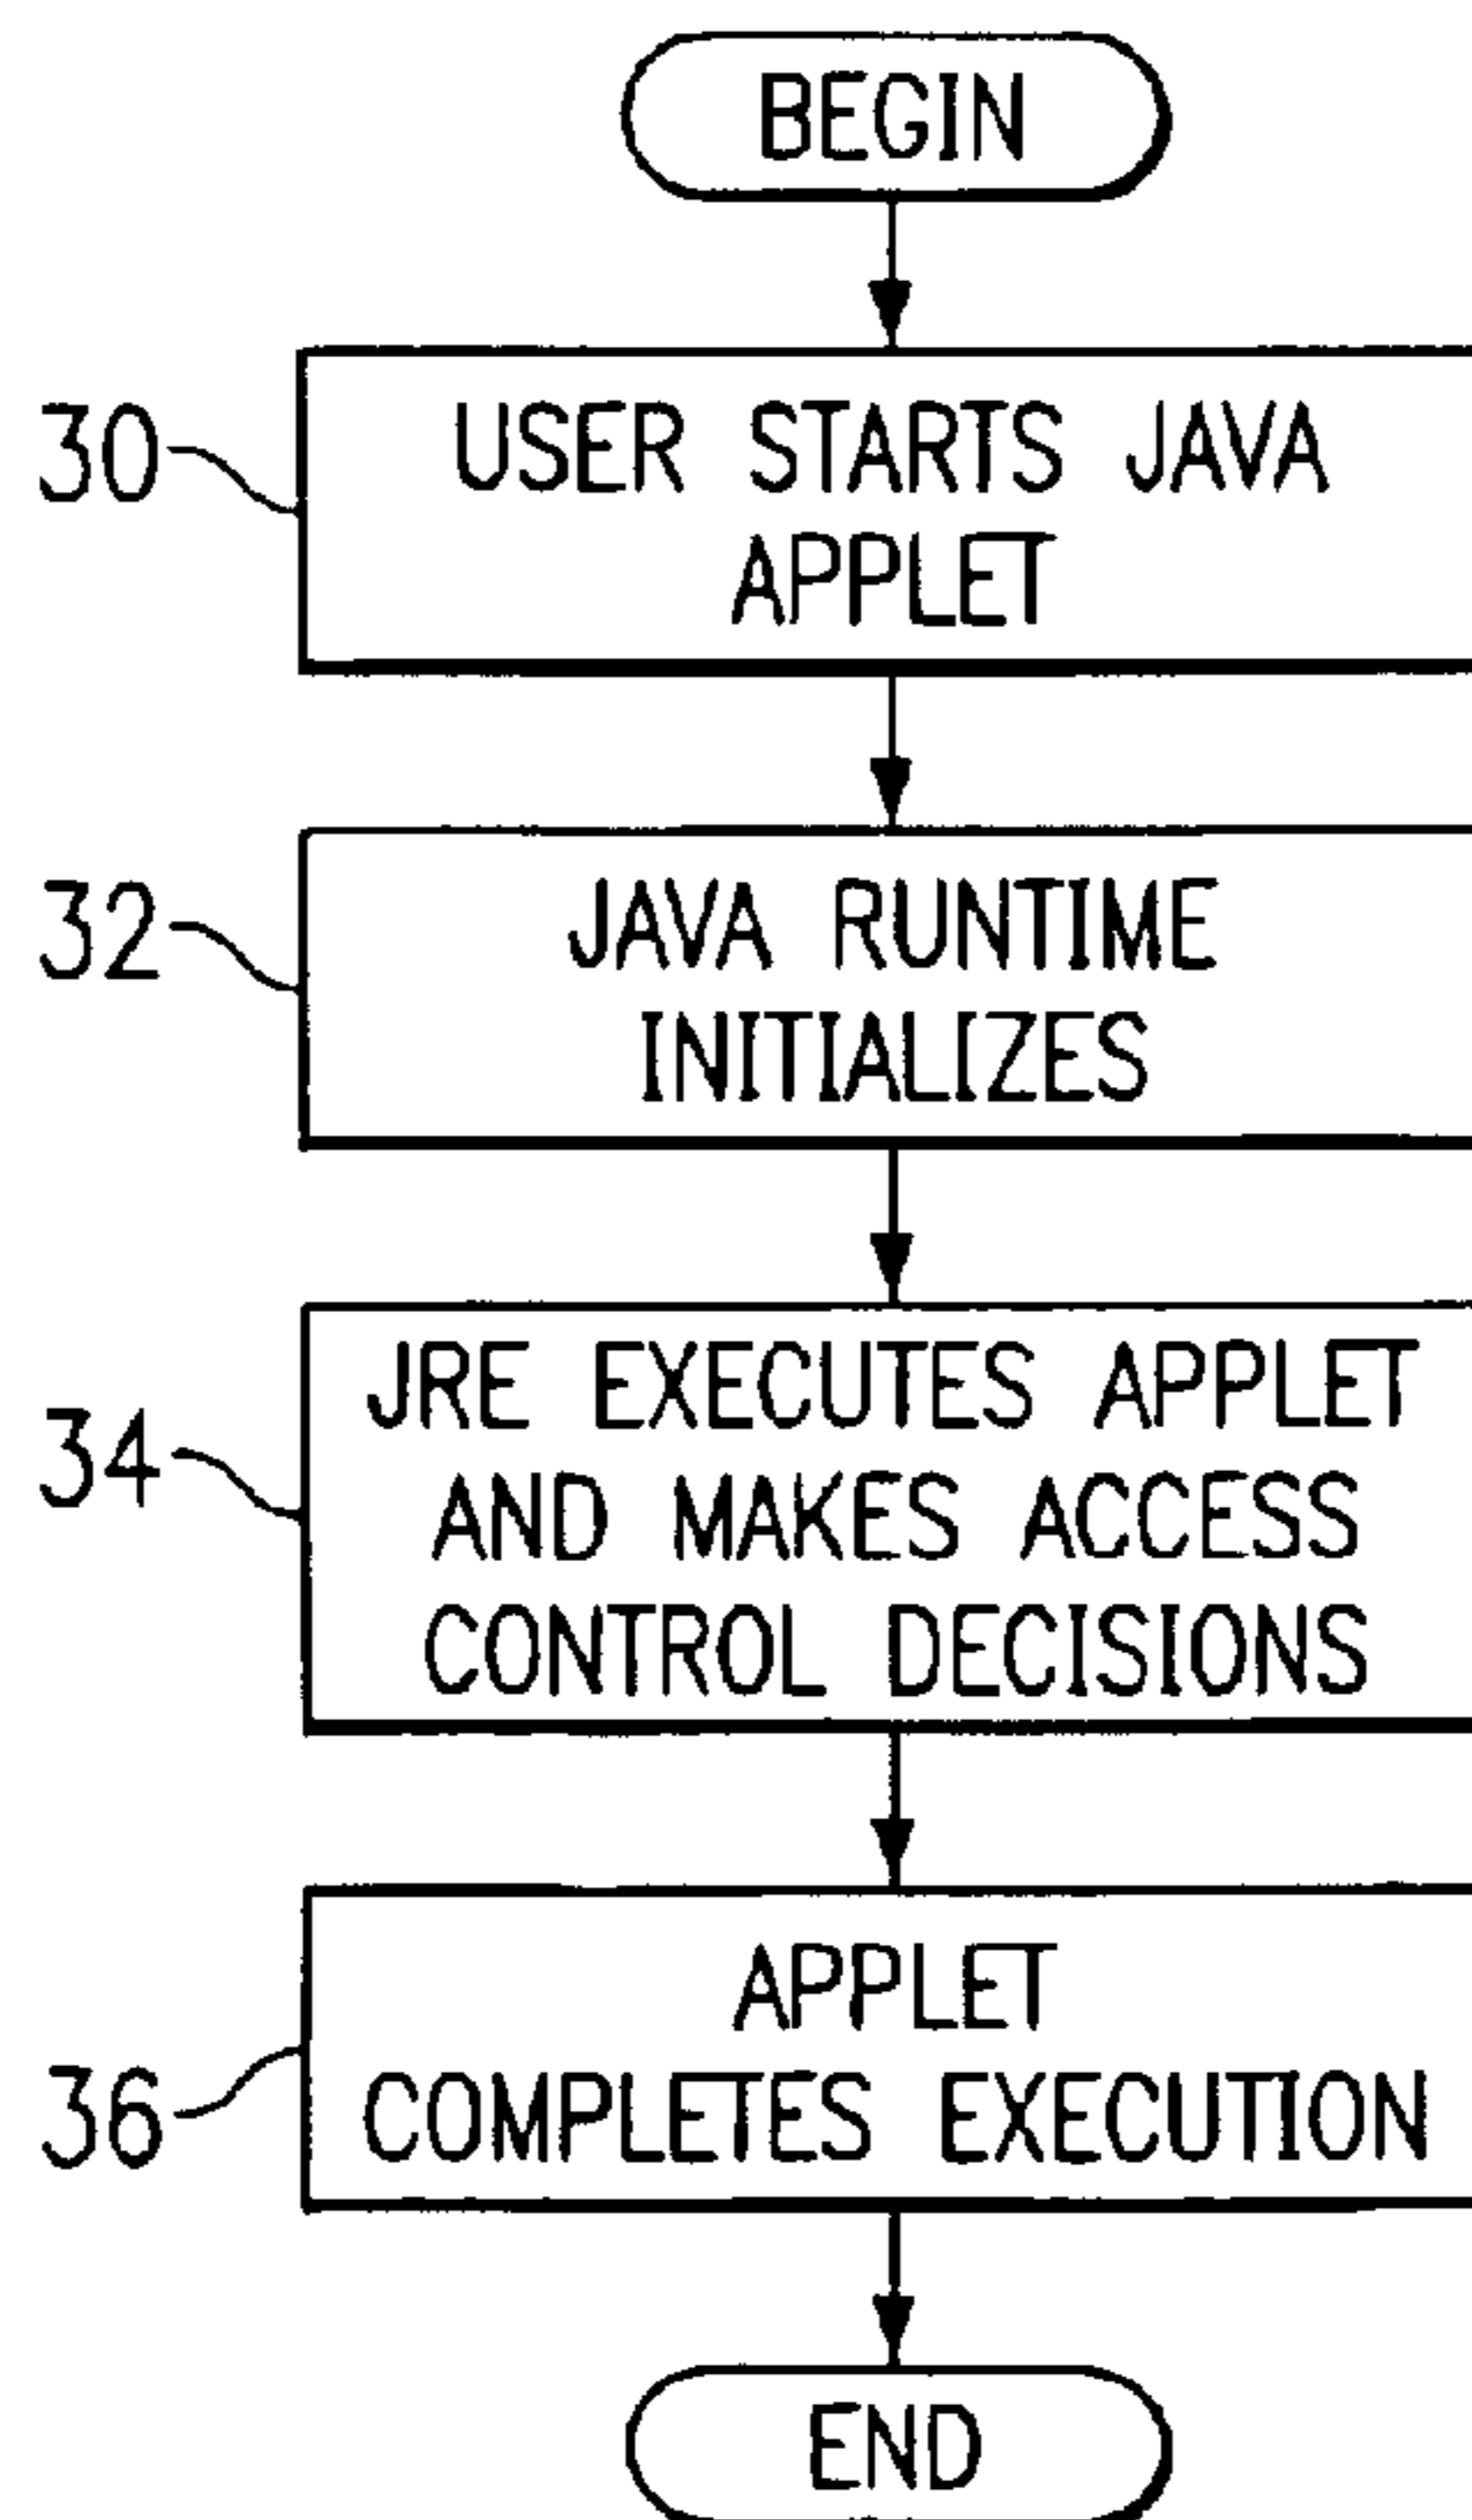 BEGIN
30
USER STARTS JAVA
APPLET
32
JAVA RUNTIME
INITIALIZES
34
JRE EXECUTES APPLET
AND MAKES ACCESS
CONTROL DECISIONS
36
APPLET
COMPLETES EXECUTION
END